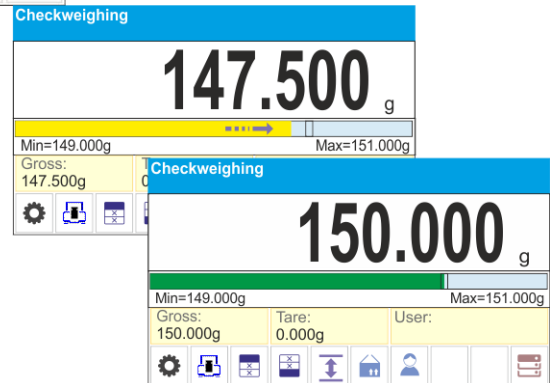 Checkweighing
147.500 g
Min=149.000g Max=151.000g
Gross:
147.500g
Checkweighing
150.000 g
Min=149.000g Max=151.000g
Gross: Tare: User:
150.000g 0.000g